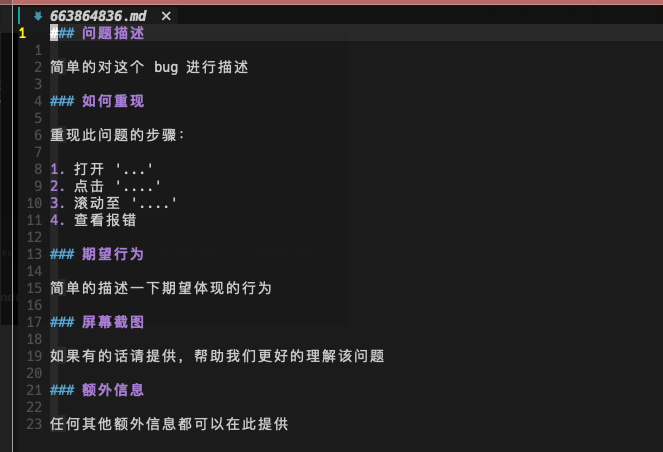 663864836.md ×
1 ### 问题描述
1
2 简单的对这个 bug 进行描述
3
4 ### 如何重现
5
6 重现此问题的步骤：
7
8 1. 打开 '...'
9 2. 点击 '....'
10 3. 滚动至 '....'
11 4. 查看报错
12
13 ### 期望行为
14
15 简单的描述一下期望体现的行为
16
17 ### 屏幕截图
18
19 如果有的话请提供，帮助我们更好的理解该问题
20
21 ### 额外信息
22
23 任何其他额外信息都可以在此提供